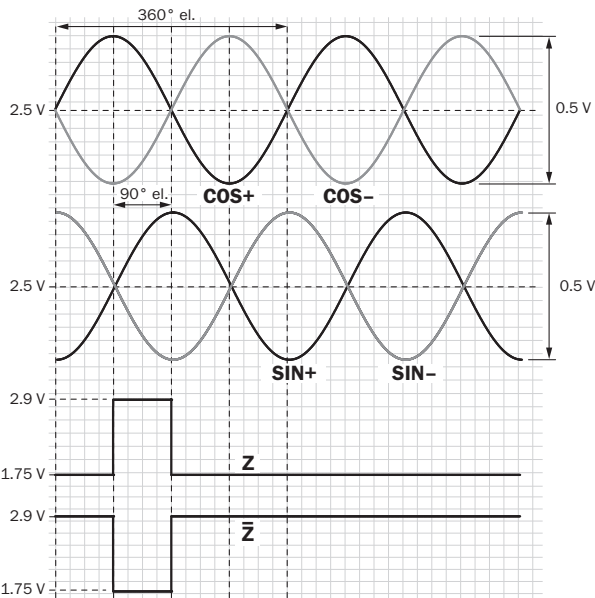 360° el.
2.5 V
0.5 V
90° el.
COS+
COS–
2.5 V
0.5 V
SIN+
SIN–
2.9 V
Z
1.75 V
2.9 V
Z̅
1.75 V